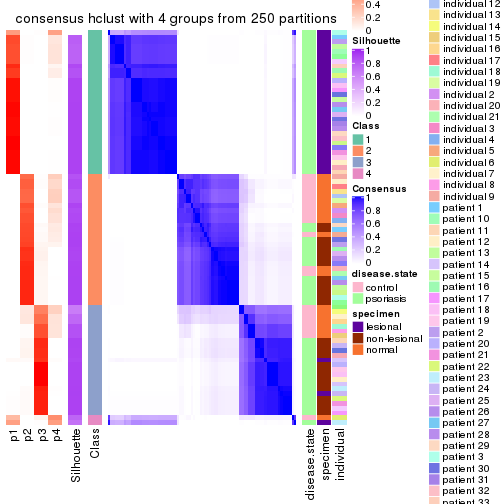 consensus hclust with 4 groups from 250 partitions
p1
p2
p3
p4
Silhouette
Class
disease.state
specimen
individual
0.4
0.2
0
Silhouette
1
0.8
0.6
0.4
0.2
0
Class
1
2
3
4
Consensus
1
0.8
0.6
0.4
0.2
0
disease.state
control
psoriasis
specimen
lesional
non-lesional
normal
individual 12
individual 13
individual 14
individual 15
individual 16
individual 17
individual 18
individual 19
individual 2
individual 20
individual 21
individual 3
individual 4
individual 5
individual 6
individual 7
individual 8
individual 9
patient 1
patient 10
patient 11
patient 12
patient 13
patient 14
patient 15
patient 16
patient 17
patient 18
patient 19
patient 2
patient 20
patient 21
patient 22
patient 23
patient 24
patient 25
patient 26
patient 27
patient 28
patient 29
patient 3
patient 30
patient 31
patient 32
patient 33